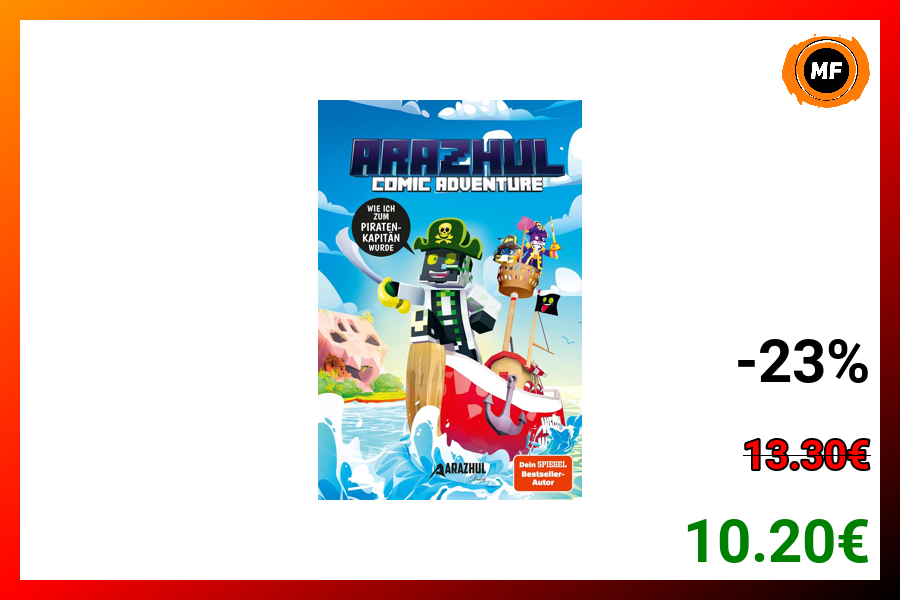 MF
ARAZHUL
COMIC ADVENTURE
WIE ICH
ZUM
PIRATEN-
KAPITÄN
WURDE
ARAZHUL
Dein SPIEGEL
Bestseller-
Autor
-23%
13.30€
10.20€